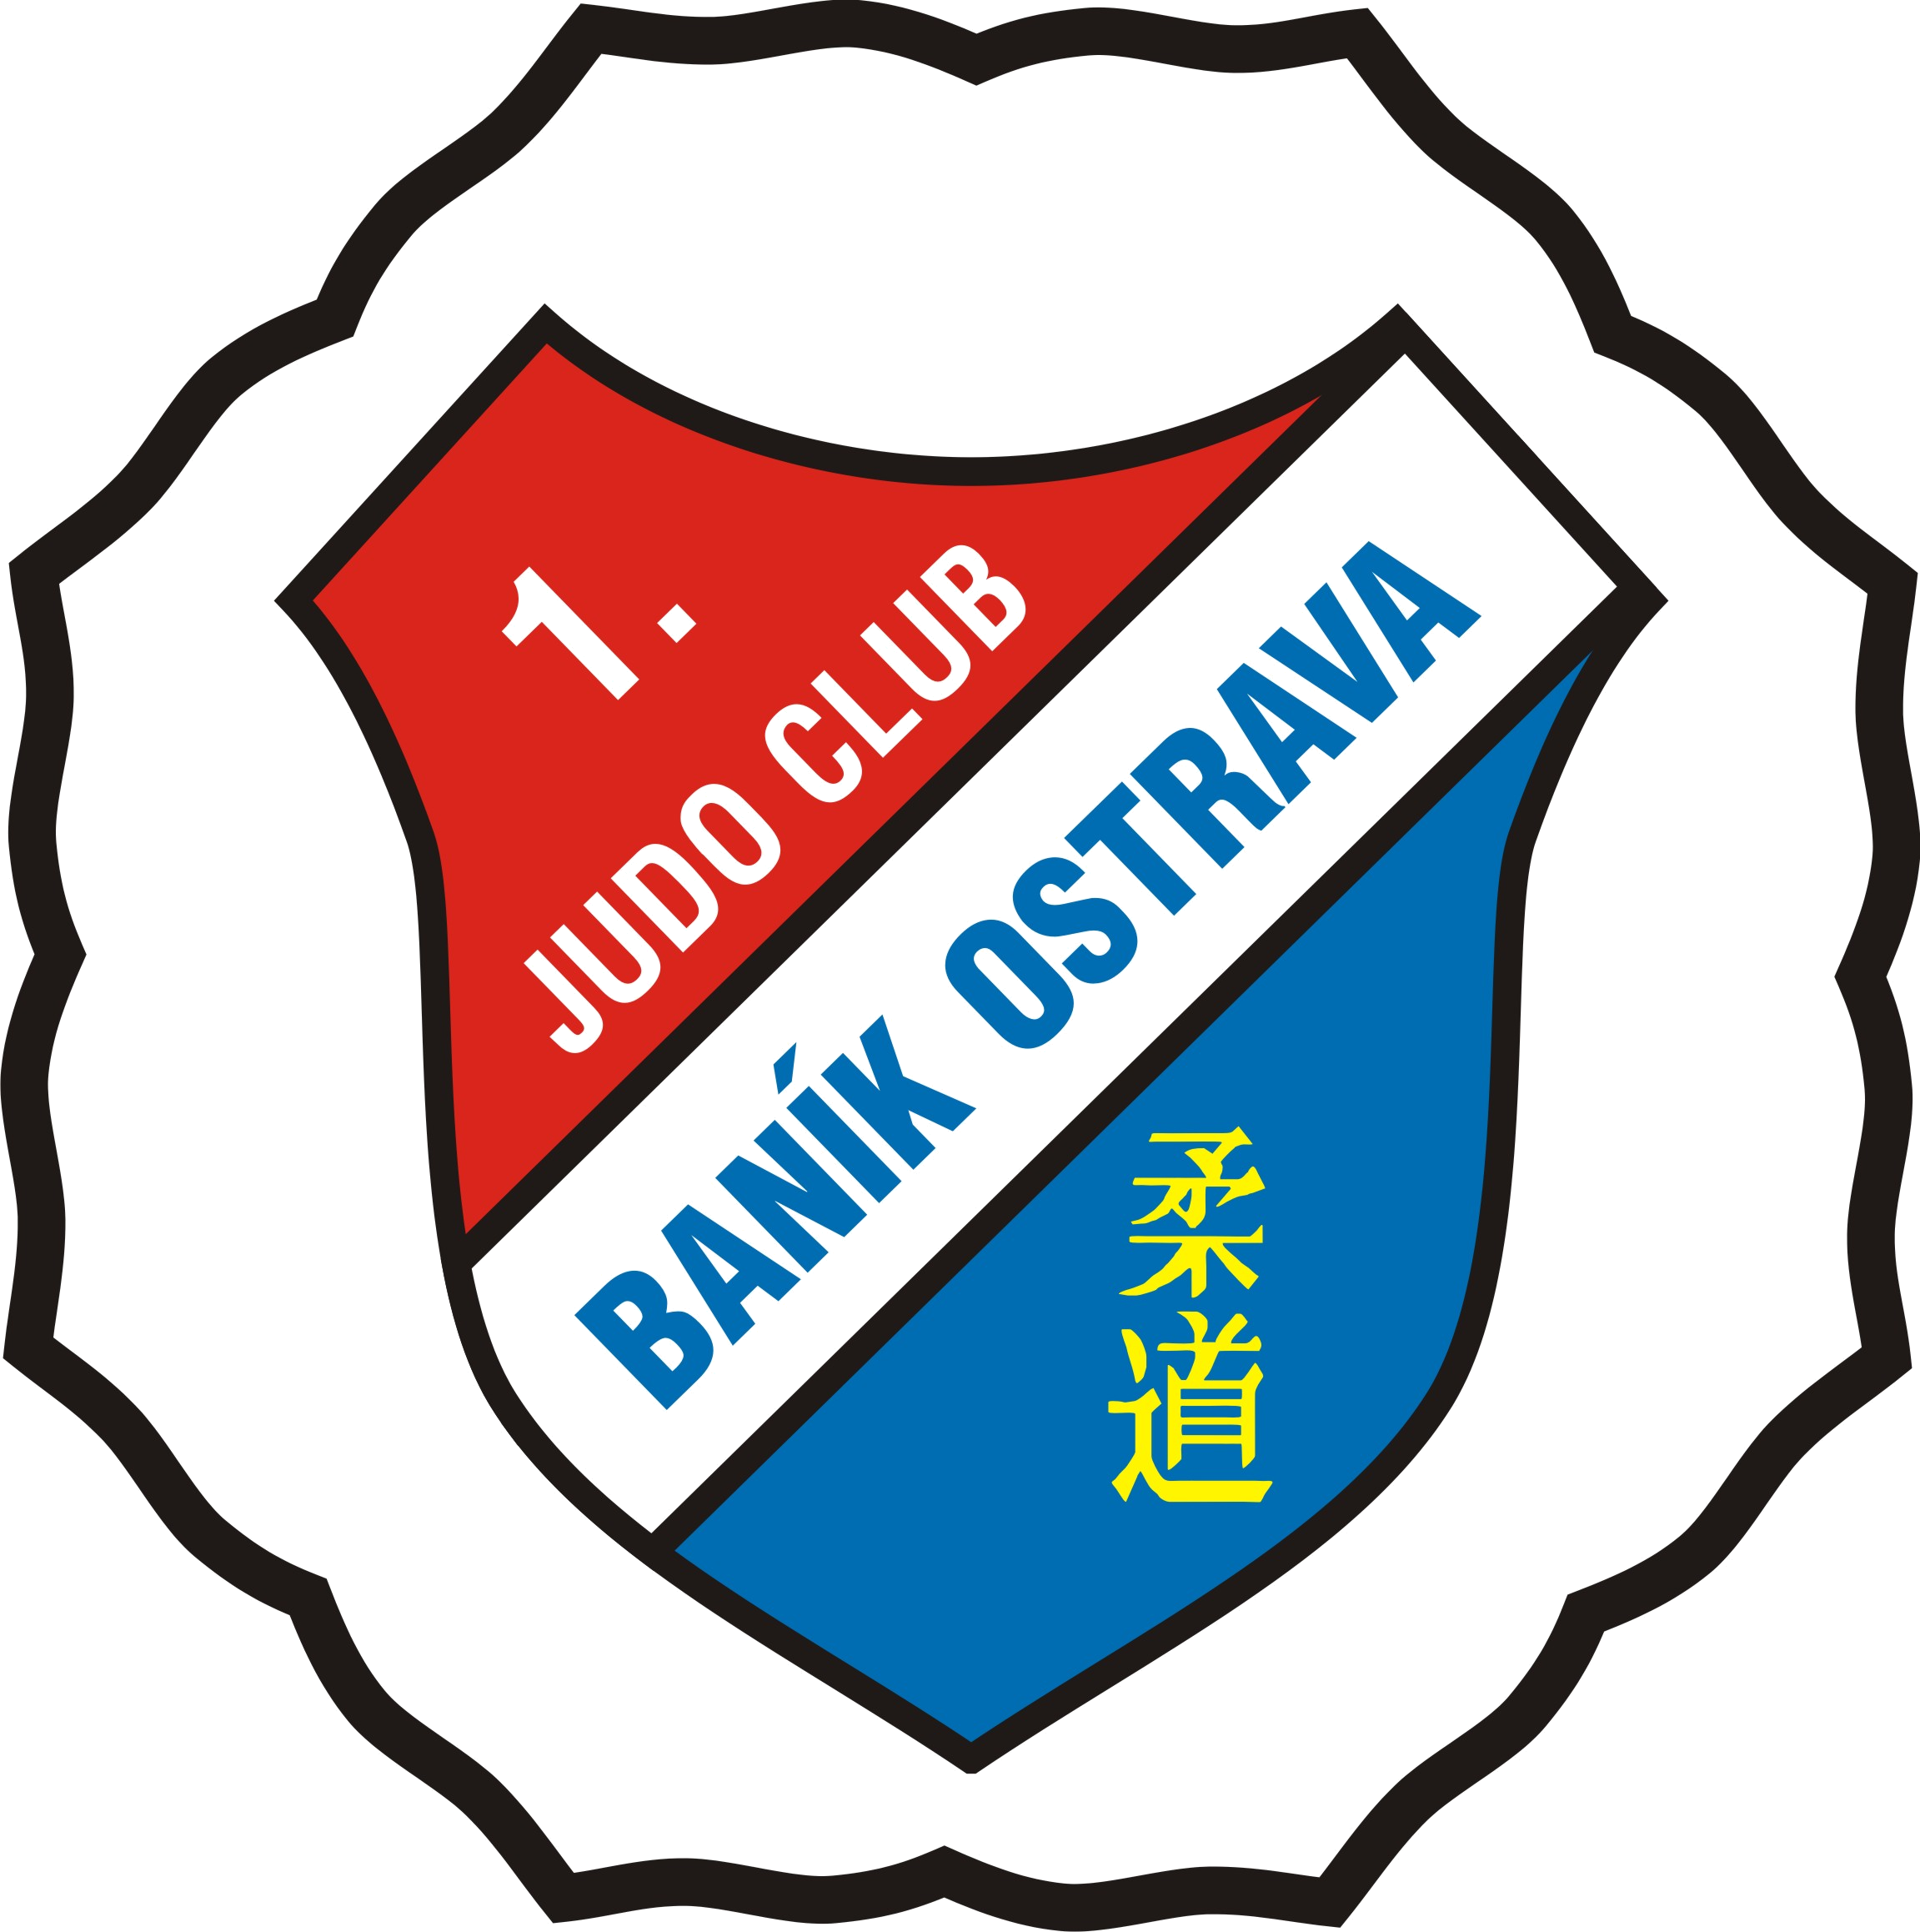 1. JUDO CLUB
BANÍK OSTRAVA
柔
道